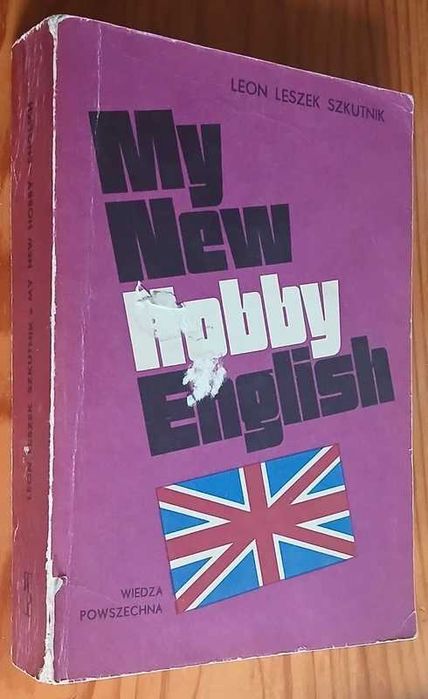 LEON LESZEK SZKUTNIK
My
New
Hobby
English
WIEDZA
POWSZECHNA
LEON LESZEK SZKUTNIK • MY NEW HOBBY: ENGLISH